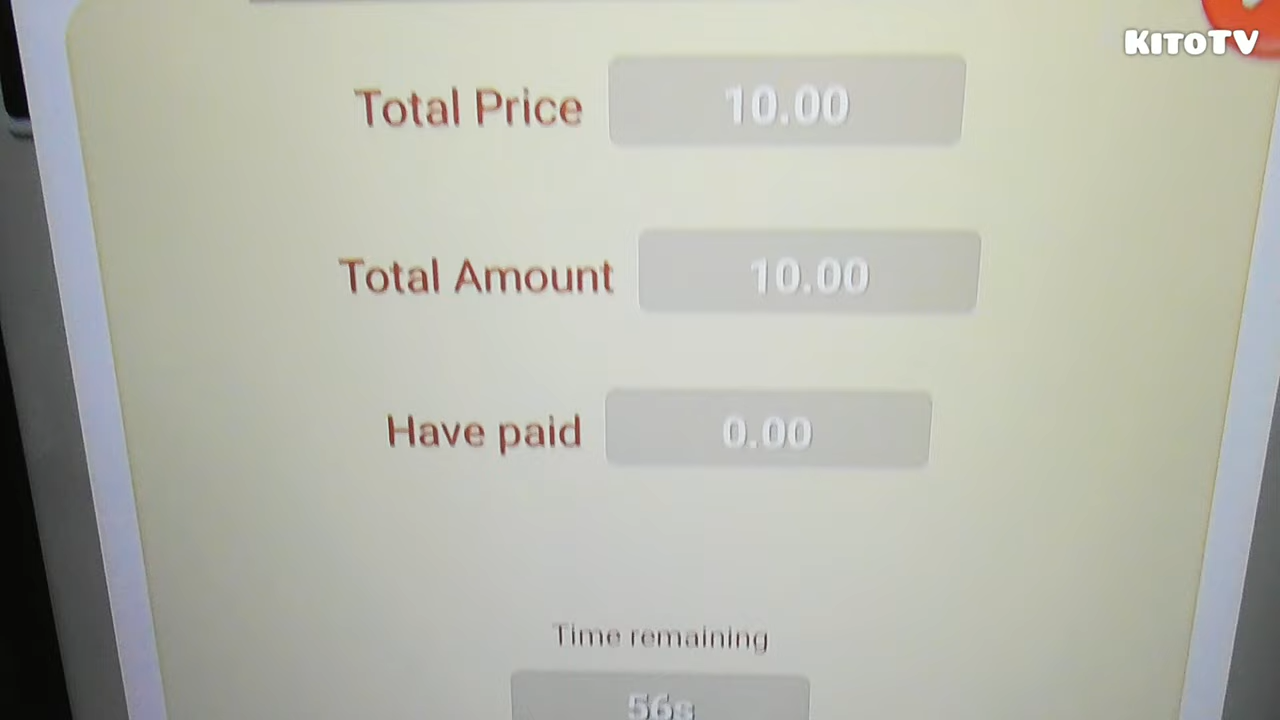 KITOTV
Total Price 10.00
Total Amount 10.00
Have paid 0.00
Time remaining
56s